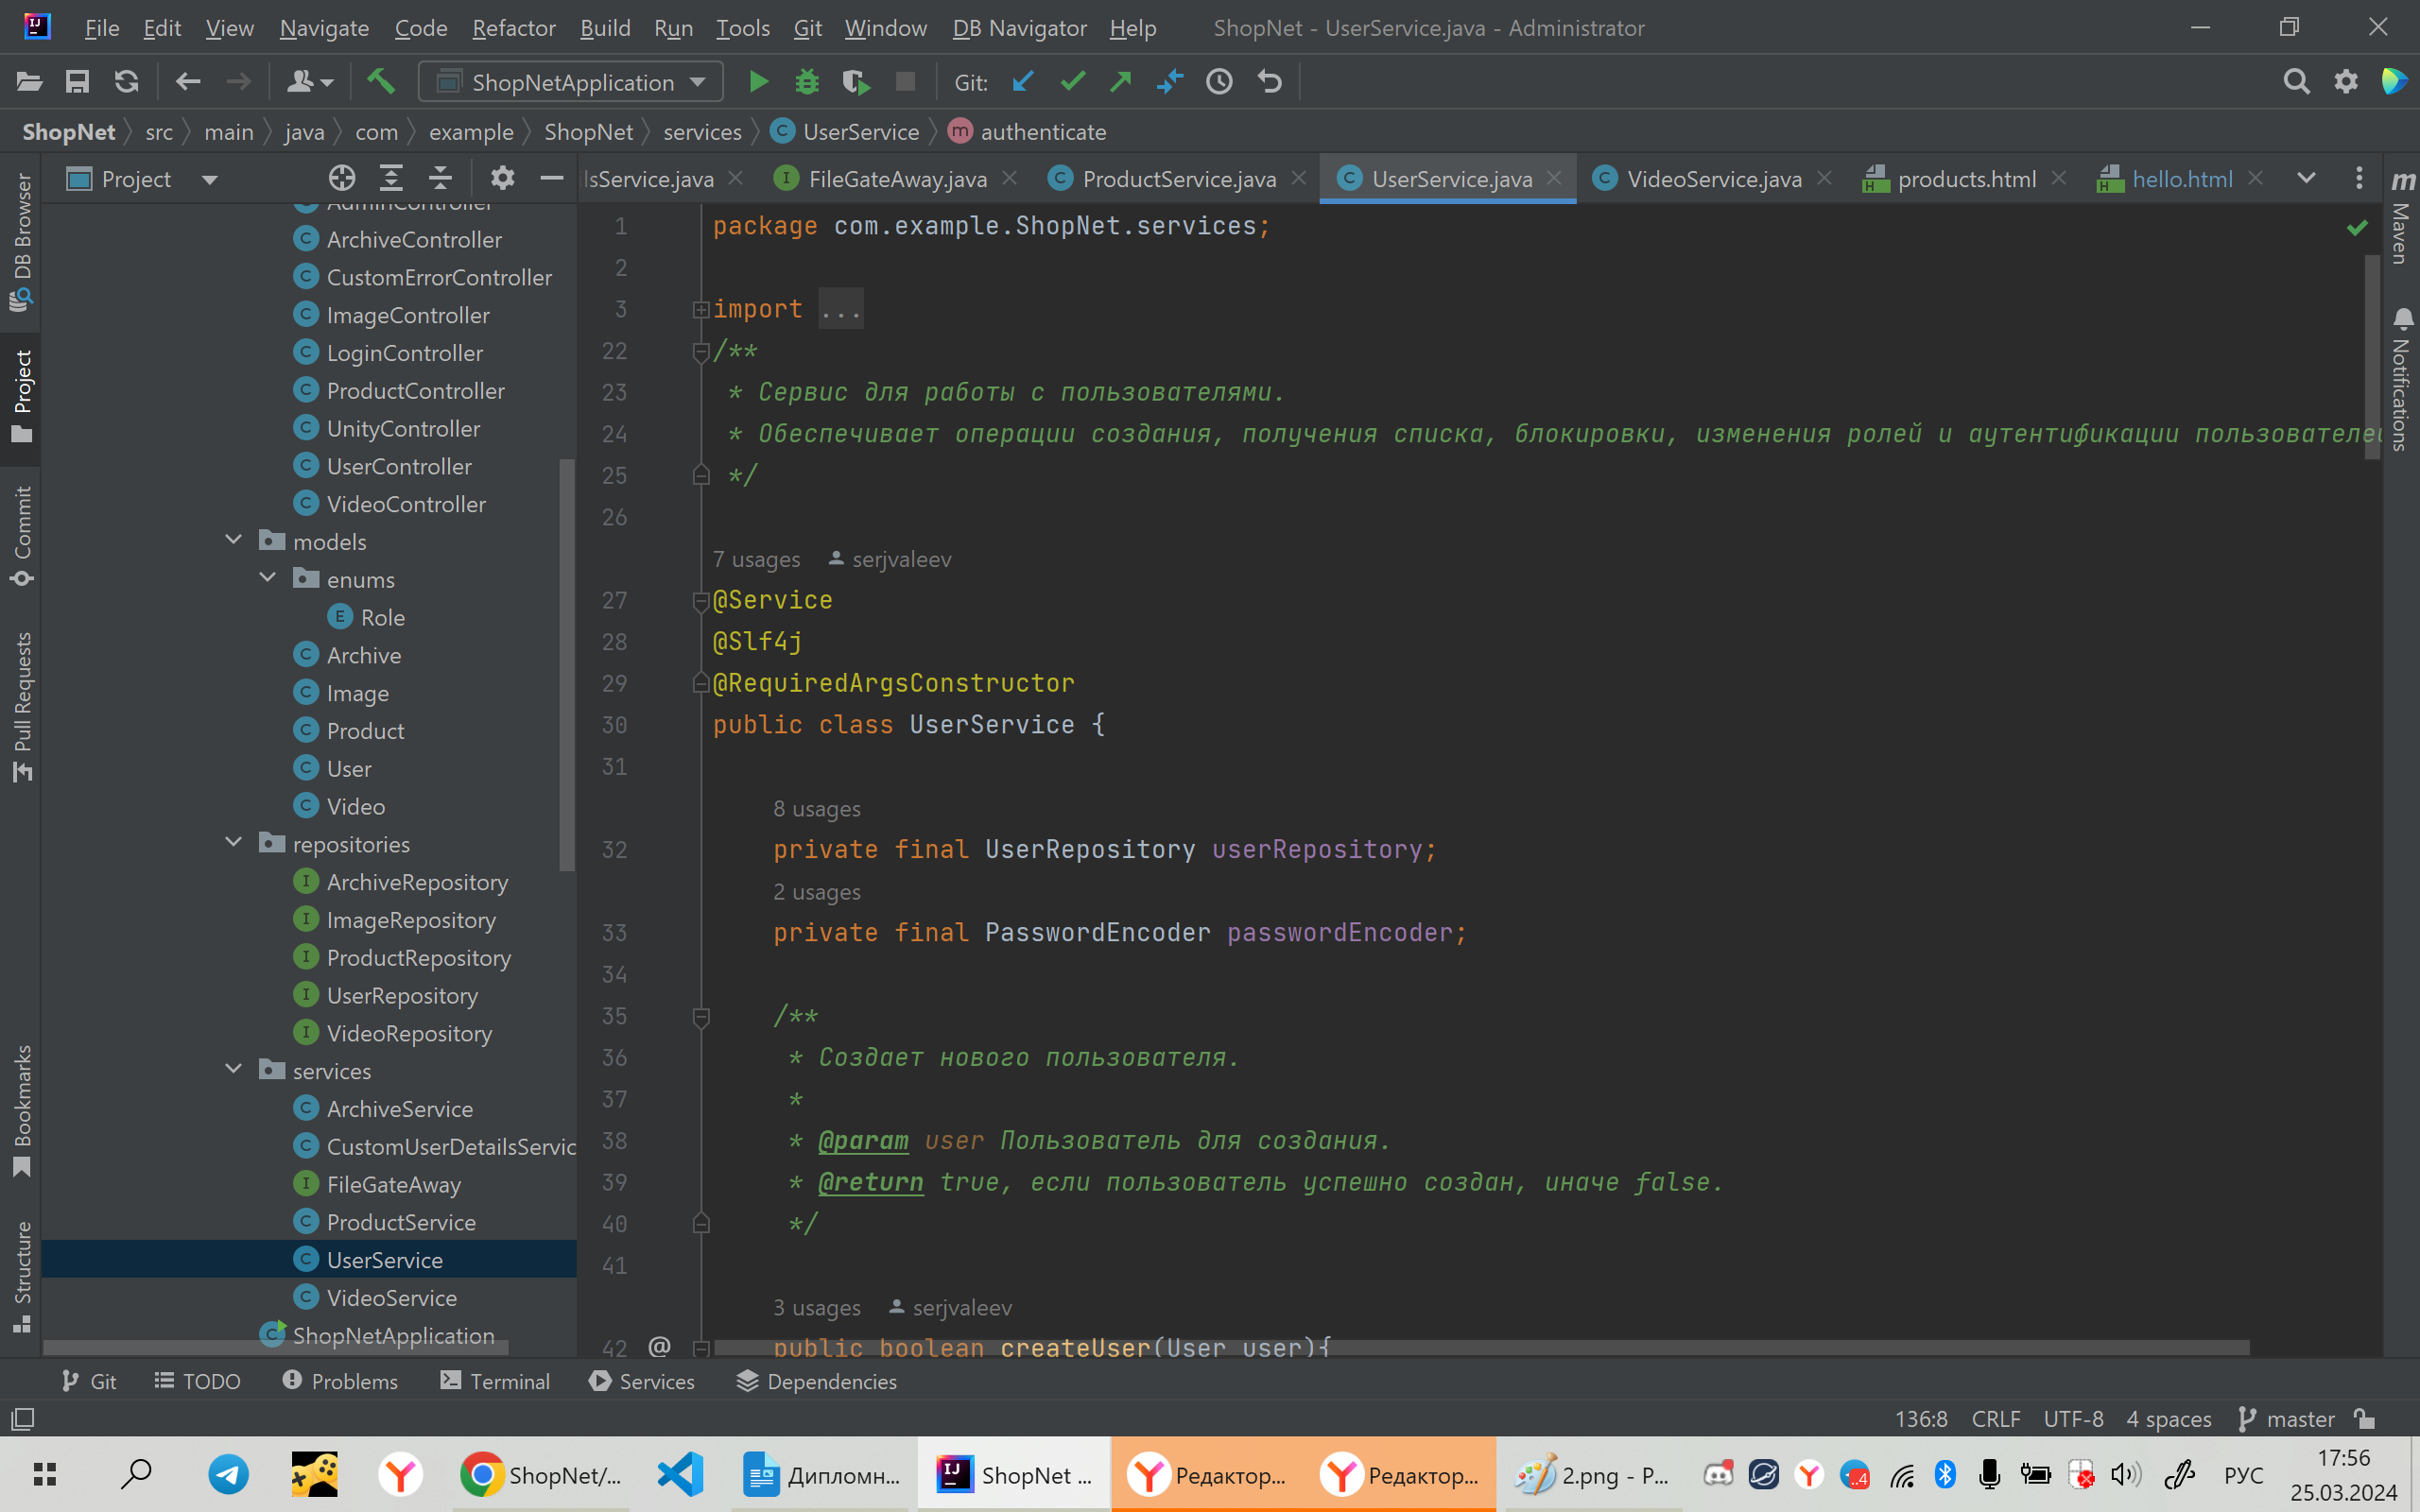 File Edit View Navigate Code Refactor Build Run Tools Git Window DB Navigator Help ShopNet - UserService.java - Administrator
ShopNetApplication Git:
ShopNet src main java com example ShopNet services UserService authenticate
Project
lsService.java FileGateAway.java ProductService.java UserService.java VideoService.java products.html hello.html
DB Browser
Project
Commit
Pull Requests
Bookmarks
Structure
AdminController
ArchiveController
CustomErrorController
ImageController
LoginController
ProductController
UnityController
UserController
VideoController
models
enums
Role
Archive
Image
Product
User
Video
repositories
ArchiveRepository
ImageRepository
ProductRepository
UserRepository
VideoRepository
services
ArchiveService
CustomUserDetailsServic
FileGateAway
ProductService
UserService
VideoService
ShopNetApplication
1 package com.example.ShopNet.services;
2
3 import ...
22 /**
23 * Сервис для работы с пользователями.
24 * Обеспечивает операции создания, получения списка, блокировки, изменения ролей и аутентификации пользователе
25 */
26
7 usages serjvaleev
27 @Service
28 @Slf4j
29 @RequiredArgsConstructor
30 public class UserService {
31
8 usages
32 private final UserRepository userRepository;
2 usages
33 private final PasswordEncoder passwordEncoder;
34
35 /**
36 * Создает нового пользователя.
37 *
38 * @param user Пользователь для создания.
39 * @return true, если пользователь успешно создан, иначе false.
40 */
41
3 usages serjvaleev
42 @ public boolean createUser(User user){
Maven
Notifications
Git TODO Problems Terminal Services Dependencies
136:8 CRLF UTF-8 4 spaces master
ShopNet/... Дипломн... ShopNet ... Редактор... Редактор... 2.png - P... ..4 РУС 17:56
25.03.2024